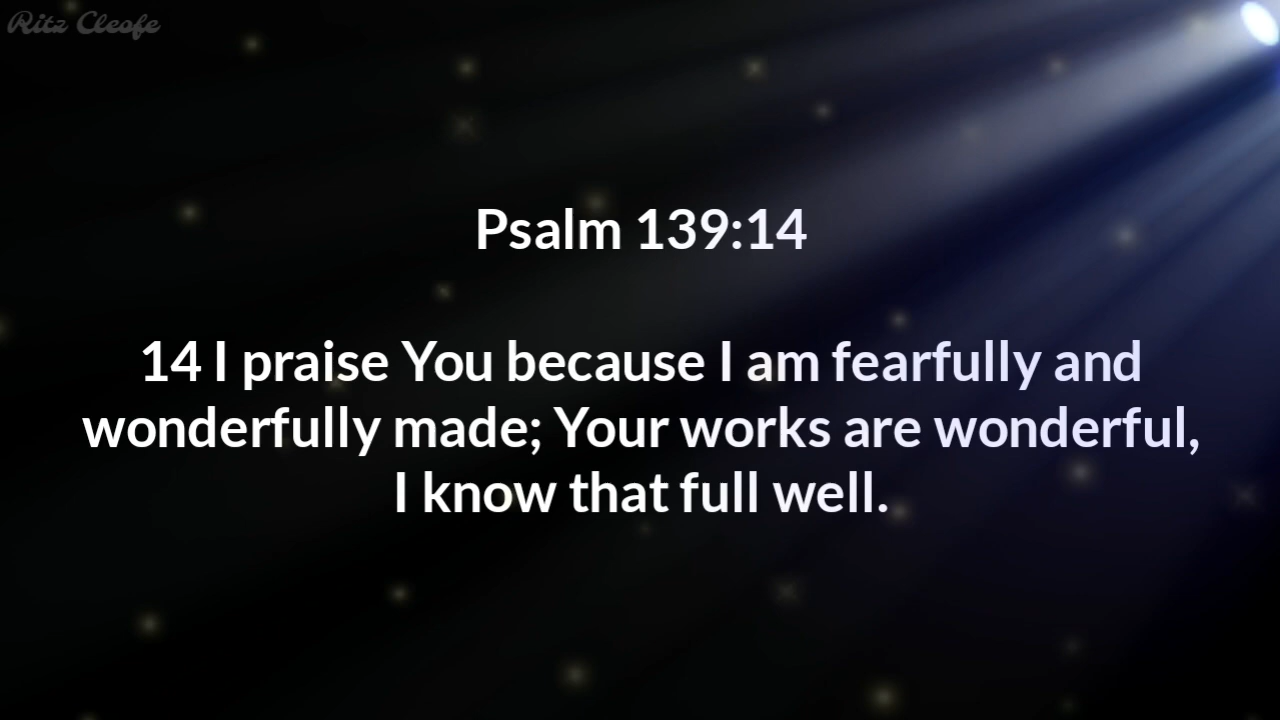 Ritz Cleofe
Psalm 139:14
14 I praise You because I am fearfully and
wonderfully made; Your works are wonderful,
I know that full well.